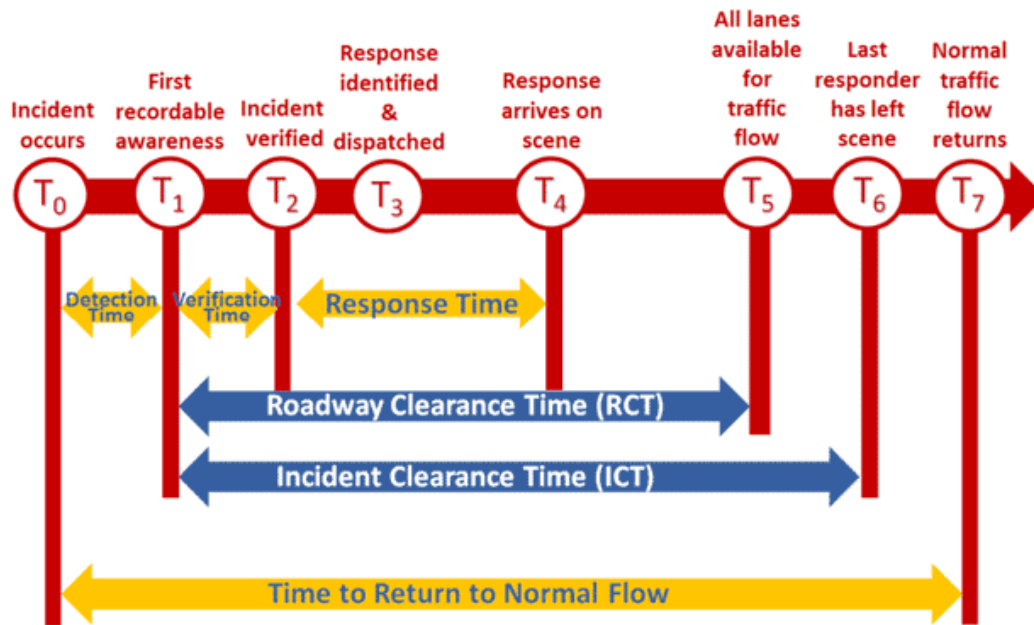 Incident
occurs
First
recordable
awareness
Incident
verified
Response
identified
&
dispatched
Response
arrives on
scene
All lanes
available
for
traffic
flow
Last
responder
has left
scene
Normal
traffic
flow
returns
T0
T1
T2
T3
T4
T5
T6
T7
Detection
Time
Verification
Time
Response Time
Roadway Clearance Time (RCT)
Incident Clearance Time (ICT)
Time to Return to Normal Flow